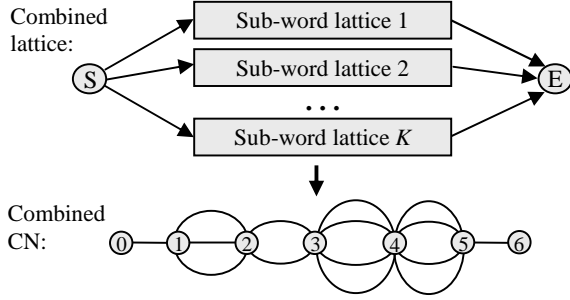 Combined
lattice:
Sub-word lattice 1
S
Sub-word lattice 2
E
...
Sub-word lattice K
Combined
CN:
0 1 2 3 4 5 6